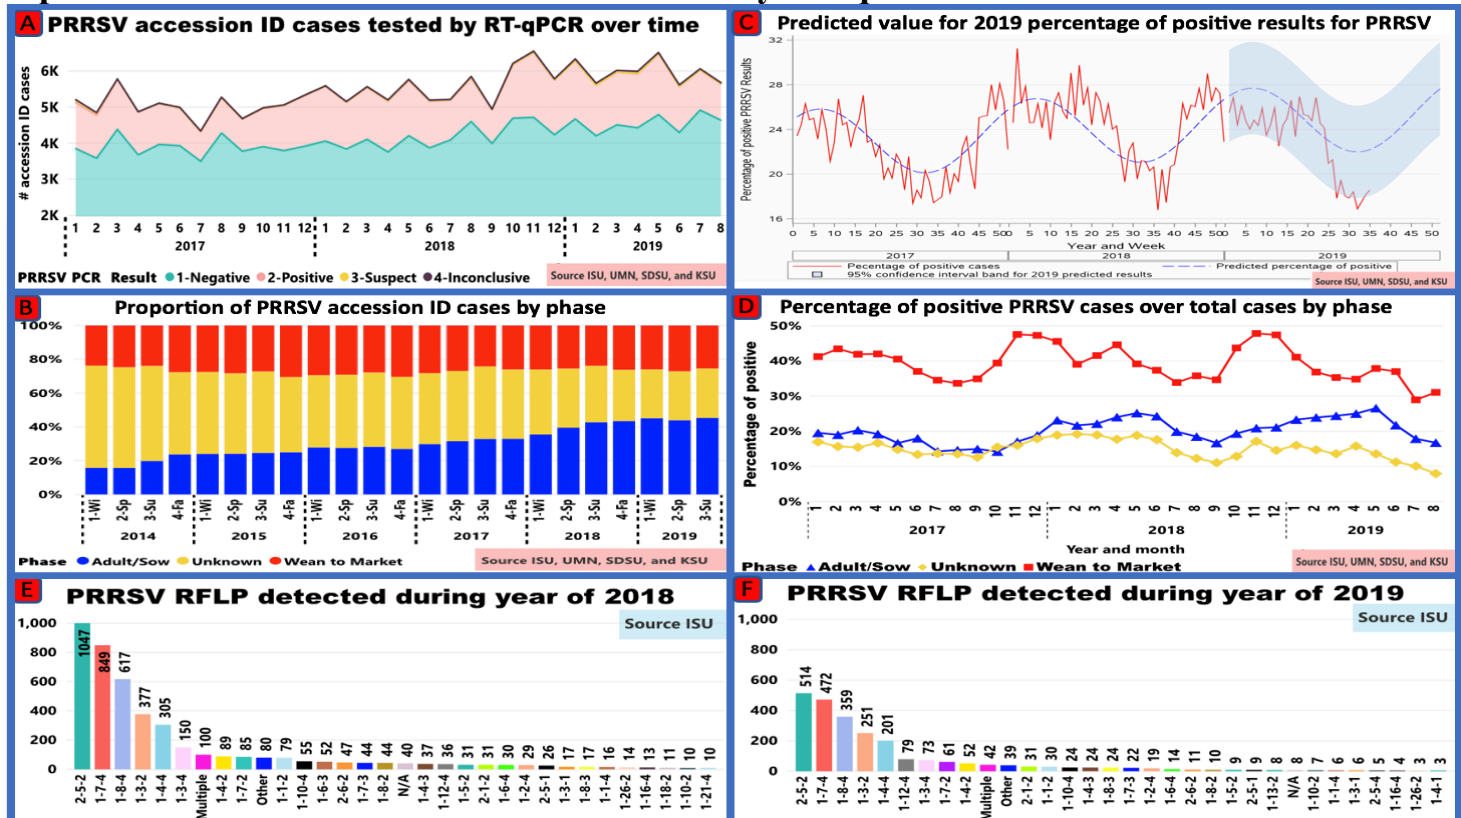 A PRRSV accession ID cases tested by RT-qPCR over time
# accession ID cases
6K
5K
4K
3K
2K
1 2 3 4 5 6 7 8 9 10 11 12 1 2 3 4 5 6 7 8 9 10 11 12 1 2 3 4 5 6 7 8
2017 2018 2019
PRRSV PCR Result 1-Negative 2-Positive 3-Suspect 4-Inconclusive
Source ISU, UMN, SDSU, and KSU
C Predicted value for 2019 percentage of positive results for PRRSV
Percentage of positive PRRSV Results
32
28
24
20
16
0 5 10 15 20 25 30 35 40 45 500 5 10 15 20 25 30 35 40 45 500 5 10 15 20 25 30 35 40 45 50
Year and Week
2017 2018 2019
Pecentage of positive cases Predicted percentage of positive
95% confidence interval band for 2019 predicted results
Source ISU, UMN, SDSU, and KSU
B Proportion of PRRSV accession ID cases by phase
100%
80%
60%
40%
20%
0%
1-Wi 2-Sp 3-Su 4-Fa 1-Wi 2-Sp 3-Su 4-Fa 1-Wi 2-Sp 3-Su 4-Fa 1-Wi 2-Sp 3-Su 4-Fa 1-Wi 2-Sp 3-Su 4-Fa 1-Wi 2-Sp 3-Su
2014 2015 2016 2017 2018 2019
Phase Adult/Sow Unknown Wean to Market
Source ISU, UMN, SDSU, and KSU
D Percentage of positive PRRSV cases over total cases by phase
Percentage of positive
50%
40%
30%
20%
10%
0%
1 2 3 4 5 6 7 8 9 10 11 12 1 2 3 4 5 6 7 8 9 10 11 12 1 2 3 4 5 6 7 8
2017 2018 2019
Year and month
Phase Adult/Sow Unknown Wean to Market
Source ISU, UMN, SDSU, and KSU
E PRRSV RFLP detected during year of 2018
Source ISU
1,000
800
600
400
200
0
1047 849 617 377 305 150 100 89 85 80 79 55 52 47 44 44 40 37 36 31 31 30 29 26 17 17 16 14 13 11 10 10
2-5-2 1-7-4 1-8-4 1-3-2 1-4-4 1-3-4 Multiple 1-4-2 1-7-2 Other 1-1-2 1-10-4 1-6-3 2-6-2 1-7-3 1-8-2 N/A 1-4-3 1-12-4 1-5-2 2-1-2 1-6-4 1-2-4 2-5-1 1-3-1 1-8-3 1-1-4 1-26-2 1-16-4 1-18-2 1-10-2 1-21-4
F PRRSV RFLP detected during year of 2019
Source ISU
1,000
800
600
400
200
0
514 472 359 251 201 79 73 61 52 42 39 31 30 24 24 24 22 19 14 11 10 9 9 8 8 7 6 6 5 4 3 3
2-5-2 1-7-4 1-8-4 1-3-2 1-4-4 1-12-4 1-3-4 1-7-2 1-4-2 Multiple Other 2-1-2 1-1-2 1-10-4 1-4-3 1-8-3 1-7-3 1-2-4 1-6-4 2-6-2 1-8-2 1-5-2 2-5-1 1-13-2 N/A 1-10-2 1-1-4 1-3-1 2-5-4 1-16-4 1-26-2 1-4-1